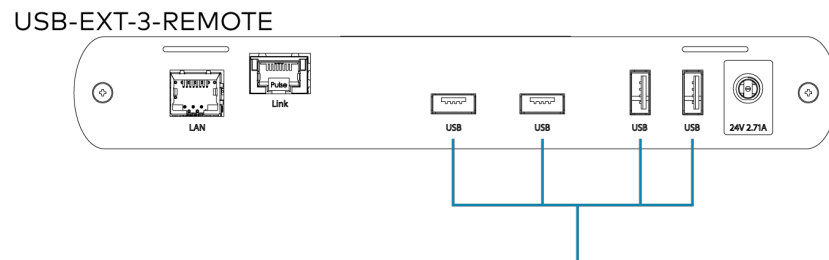 USB-EXT-3-REMOTE
Pulse
Link
LAN
USB
USB
USB
USB
24V 2.71A